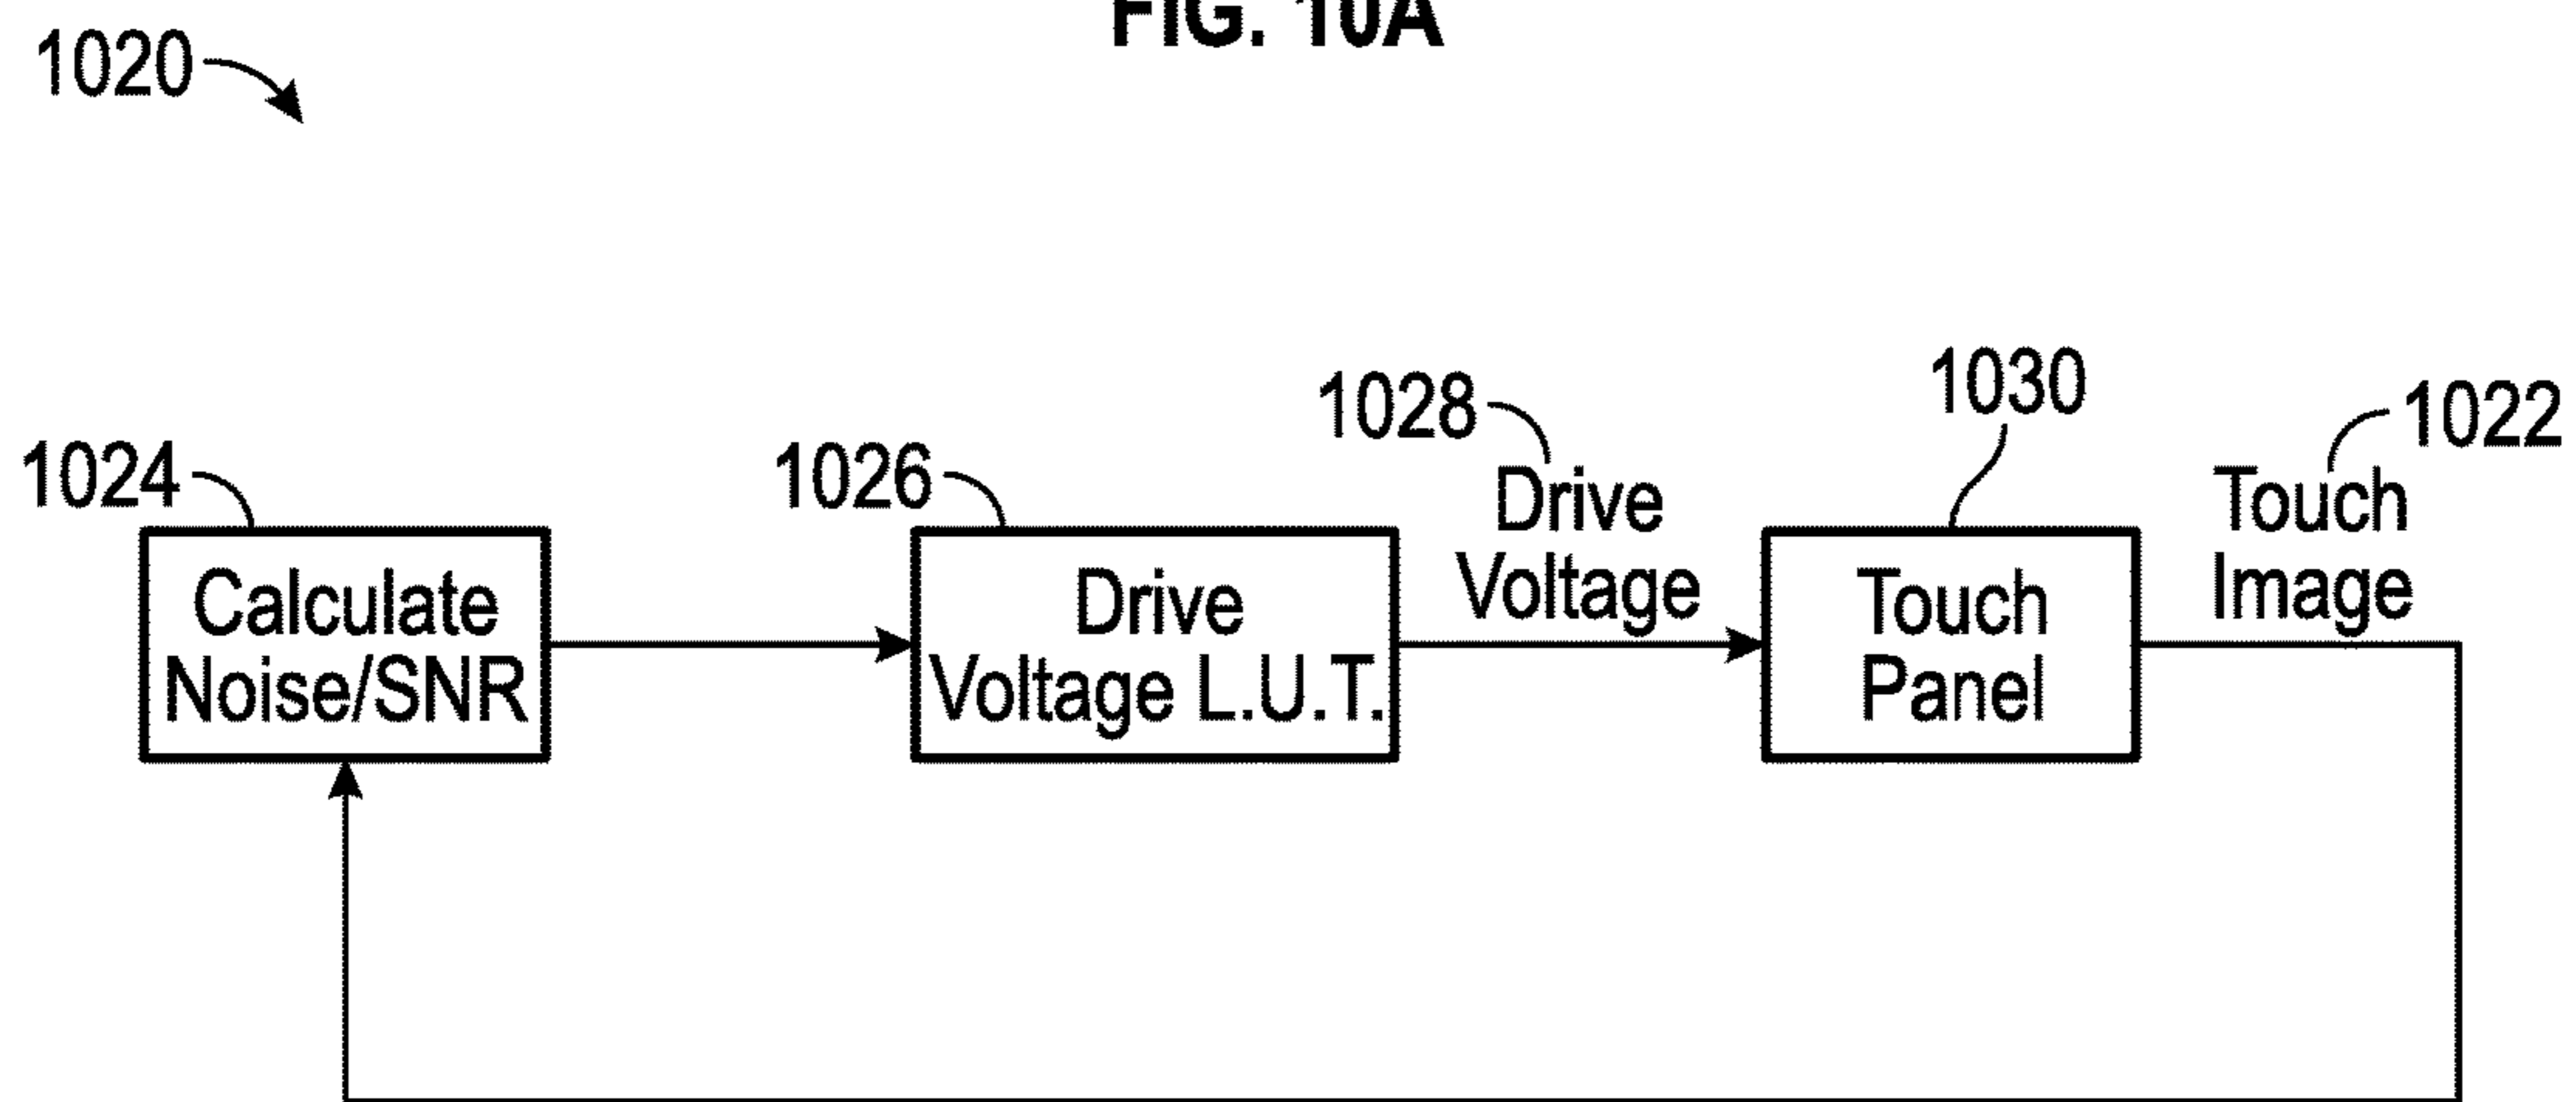 FIG. 10A
1020
1024
Calculate
Noise/SNR
1026
Drive
Voltage L.U.T.
1028
Drive
Voltage
1030
Touch
Panel
1022
Touch
Image